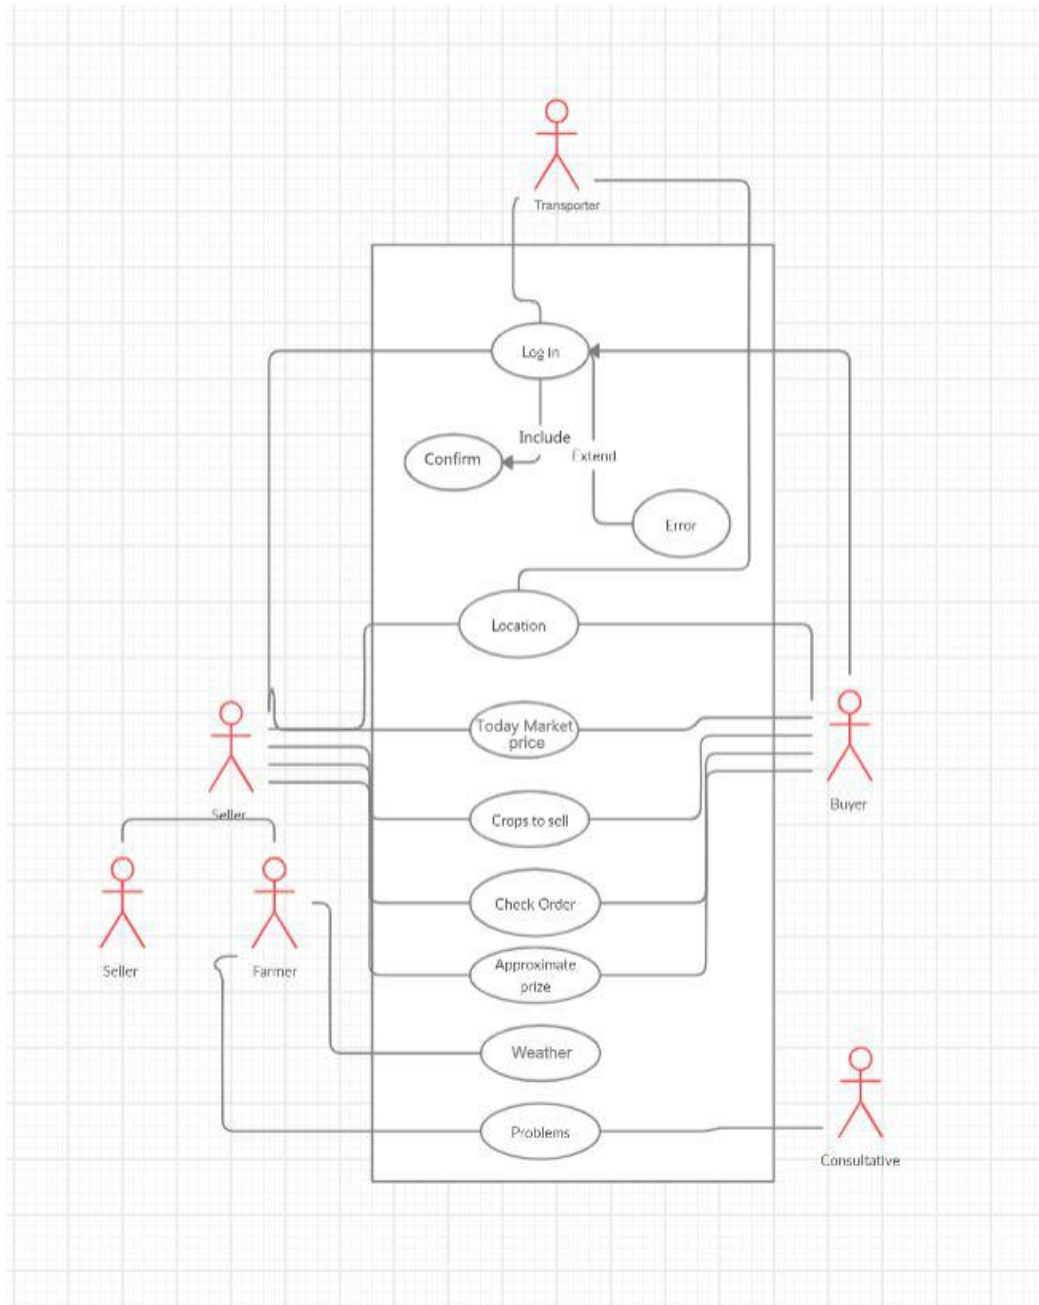 Transporter
Log in
Include
Extend
Confirm
Error
Location
Today Market
price
Seller
Buyer
Crops to sell
Check Order
Seller
Farmer
Approximate
prize
Weather
Problems
Consultative